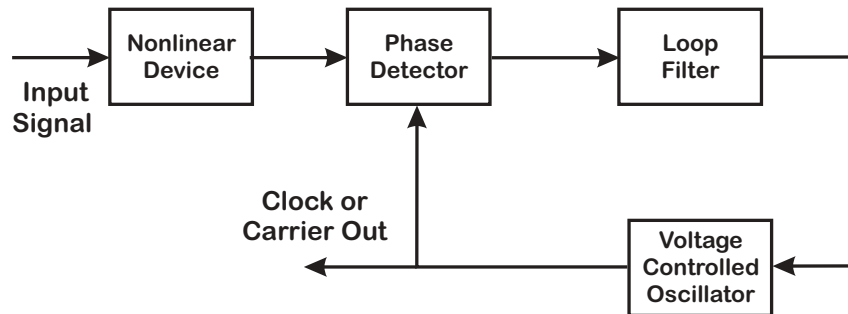 Nonlinear
Device
Phase
Detector
Loop
Filter
Input
Signal
Clock or
Carrier Out
Voltage
Controlled
Oscillator